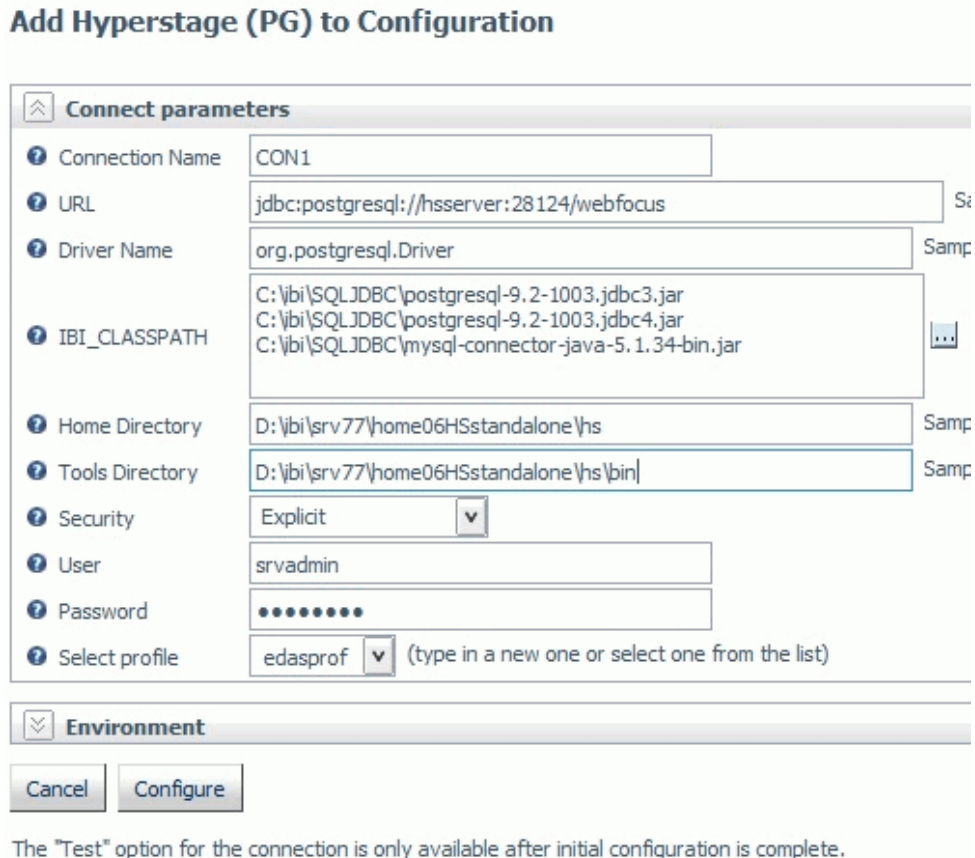 Add Hyperstage (PG) to Configuration
Connect parameters
Connection Name CON1
URL jdbc:postgresql://hsserver:28124/webfocus Sa
Driver Name org.postgresql.Driver Samp
IBI_CLASSPATH C:\ibi\SQLJDBC\postgresql-9.2-1003.jdbc3.jar
C:\ibi\SQLJDBC\postgresql-9.2-1003.jdbc4.jar
C:\ibi\SQLJDBC\mysql-connector-java-5.1.34-bin.jar
...
Home Directory D:\ibi\srv77\home06HSstandalone\hs Samp
Tools Directory D:\ibi\srv77\home06HSstandalone\hs\bin Samp
Security Explicit
User srvadmin
Password ••••••••
Select profile edasprof (type in a new one or select one from the list)
Environment
Cancel Configure
The "Test" option for the connection is only available after initial configuration is complete.